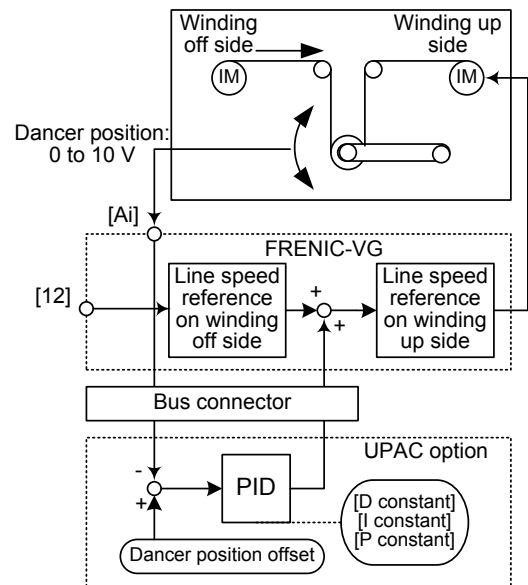 Winding
off side
Winding up
side
IM
IM
Dancer position:
0 to 10 V
[Ai]
FRENIC-VG
[12]
Line speed
reference
on winding
off side
+
+
Line speed
reference
on winding
up side
Bus connector
UPAC option
-
+
PID
[D constant]
[I constant]
[P constant]
Dancer position offset